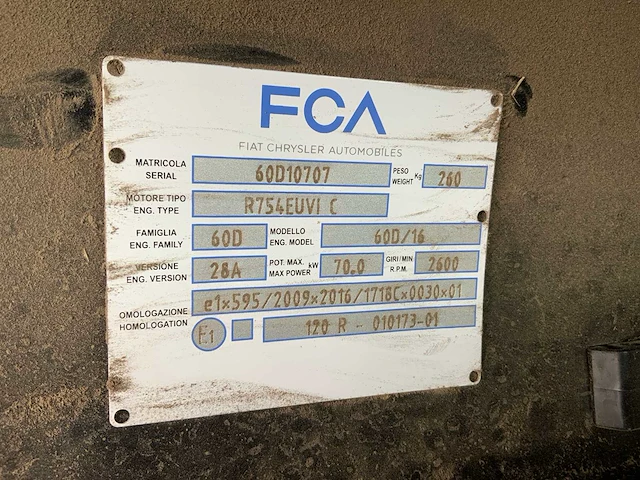 FCA
FIAT CHRYSLER AUTOMOBILES
MATRICOLA SERIAL 60D10707 PESO WEIGHT Kg 260
MOTORE TIPO ENG. TYPE R754EUVI C
FAMIGLIA ENG. FAMILY 60D MODELLO ENG. MODEL 60D/16
VERSIONE ENG. VERSION 28A POT. MAX. MAX POWER kW 70.0 GIRI/MIN R.P.M. 2600
OMOLOGAZIONE HOMOLOGATION e1×595/2009×2016/1718C×0030×01
E1 120 R - 010173-01